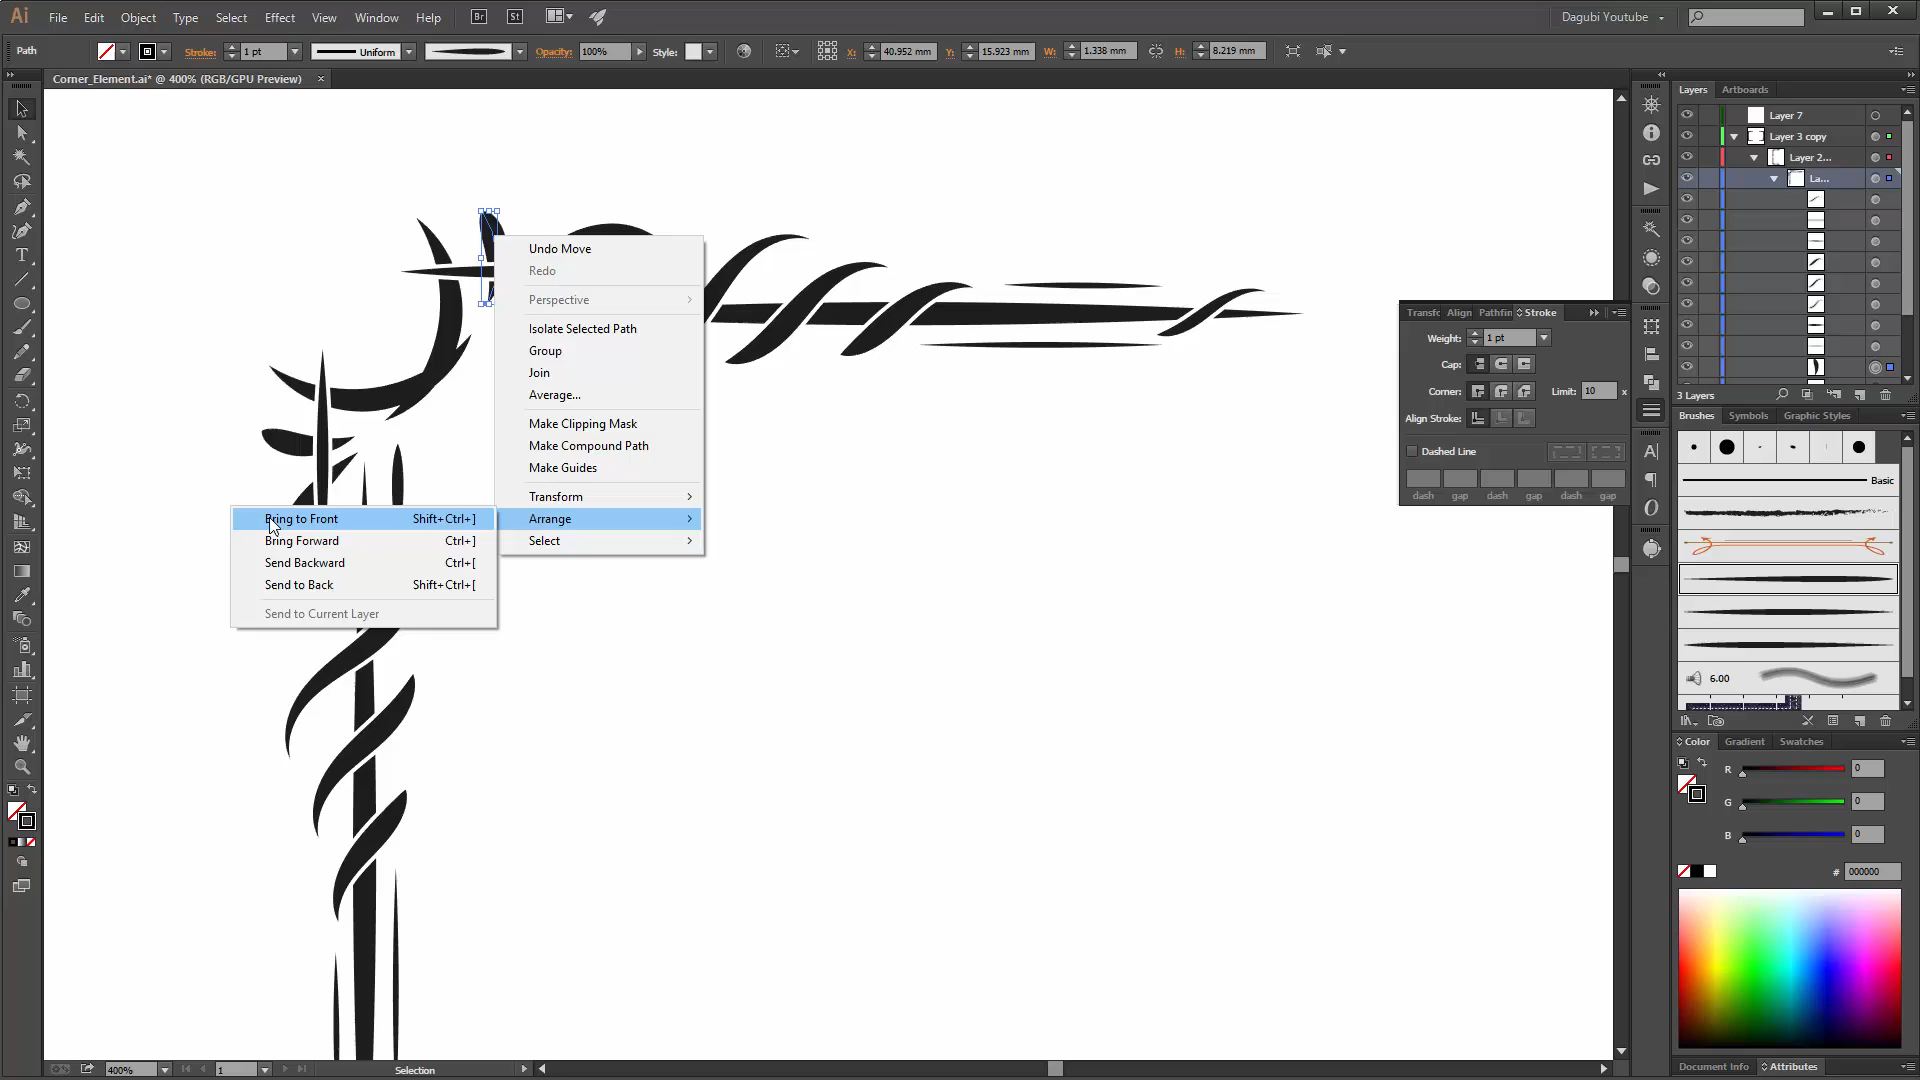 Ai File Edit Object Type Select Effect View Window Help Br St Dagubi Youtube
Path Stroke: 1 pt Uniform Opacity: 100% Style: X: 40.952 mm Y: 15.923 mm W: 1.338 mm H: 8.219 mm
Corner_Element.ai* @ 400% (RGB/GPU Preview)
Layers Artboards
Layer 7
Layer 3 copy
Layer 2...
La...
3 Layers
Undo Move
Redo
Perspective
Isolate Selected Path
Group
Join
Average...
Make Clipping Mask
Make Compound Path
Make Guides
Transform
Arrange
Select
Bring to Front Shift+Ctrl+]
Bring Forward Ctrl+]
Send Backward Ctrl+[
Send to Back Shift+Ctrl+[
Send to Current Layer
Transfc Align Pathfin Stroke
Weight: 1 pt
Cap:
Corner: Limit: 10 x
Align Stroke:
Dashed Line
dash gap dash gap dash gap
Brushes Symbols Graphic Styles
Basic
6.00
Color Gradient Swatches
R 0
G 0
B 0
# 000000
Document Info Attributes
400% 1 Selection